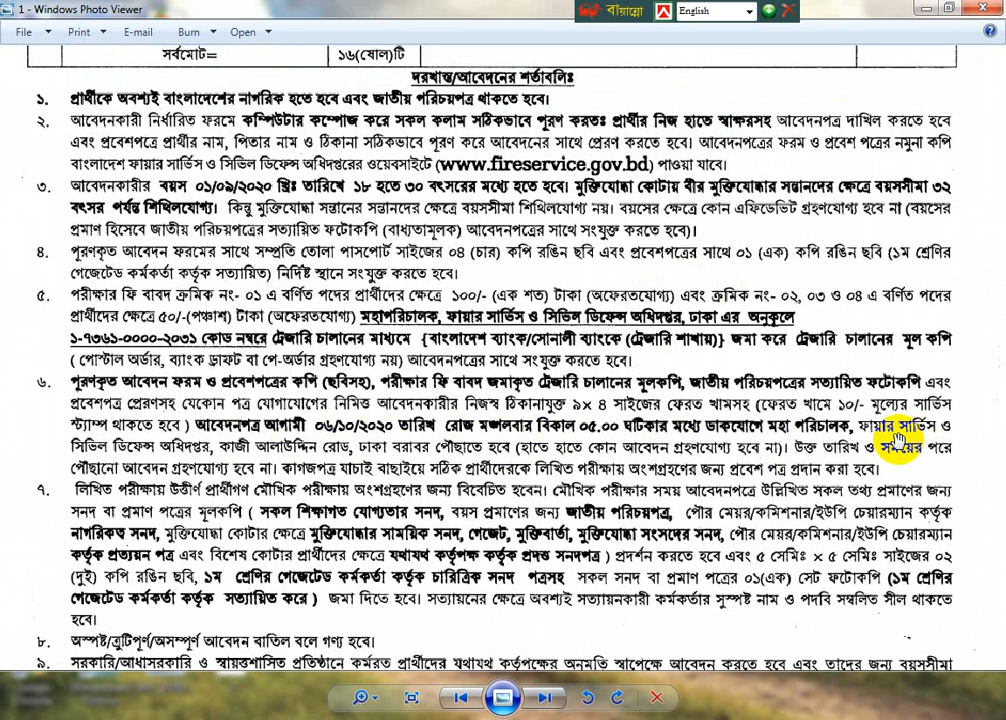 1 - Windows Photo Viewer
বায়ান্নো
English
File Print E-mail Burn Open
সর্বমোট= ১৬(ষোল)টি
দরখাস্ত/আবেদনের শর্তাবলিঃ
১. প্রার্থীকে অবশ্যই বাংলাদেশের নাগরিক হতে হবে এবং জাতীয় পরিচয়পত্র থাকতে হবে।
২. আবেদনকারী নির্ধারিত ফরমে কম্পিউটার কম্পোজ করে সকল কলাম সঠিকভাবে পূরণ করতঃ প্রার্থীর নিজ হাতে স্বাক্ষরসহ আবেদনপত্র দাখিল করতে হবে
এবং প্রবেশপত্রে প্রার্থীর নাম, পিতার নাম ও ঠিকানা সঠিকভাবে পূরণ করে আবেদনের সাথে প্রেরণ করতে হবে। আবেদনপত্রের ফরম ও প্রবেশ পত্রের নমুনা কপি
বাংলাদেশ ফায়ার সার্ভিস ও সিভিল ডিফেন্স অধিদপ্তরের ওয়েবসাইটে (www.fireservice.gov.bd) পাওয়া যাবে।
৩. আবেদনকারীর বয়স ০১/০৯/২০২০ খ্রিঃ তারিখে ১৮ হতে ৩০ বৎসরের মধ্যে হতে হবে। মুক্তিযোদ্ধা কোটায় বীর মুক্তিযোদ্ধার সন্তানদের ক্ষেত্রে বয়সসীমা ৩২
বৎসর পর্যন্ত শিথিলযোগ্য। কিন্তু মুক্তিযোদ্ধা সন্তানের সন্তানদের ক্ষেত্রে বয়সসীমা শিথিলযোগ্য নয়। বয়সের ক্ষেত্রে কোন এফিডেভিট গ্রহণযোগ্য হবে না (বয়সের
প্রমাণ হিসেবে জাতীয় পরিচয়পত্রের সত্যায়িত ফটোকপি (বাধ্যতামূলক) আবেদনপত্রের সাথে সংযুক্ত করতে হবে)।
৪. পূরণকৃত আবেদন ফরমের সাথে সম্প্রতি তোলা পাসপোর্ট সাইজের ০৪ (চার) কপি রঙিন ছবি এবং প্রবেশপত্রের সাথে ০১ (এক) কপি রঙিন ছবি (১ম শ্রেণির
গেজেটেড কর্মকর্তা কর্তৃক সত্যায়িত) নির্দিষ্ট স্থানে সংযুক্ত করতে হবে।
৫. পরীক্ষার ফি বাবদ ক্রমিক নং- ০১ এ বর্ণিত পদের প্রার্থীদের ক্ষেত্রে ১০০/- (এক শত) টাকা (অফেরতযোগ্য) এবং ক্রমিক নং- ০২, ০৩ ও ০৪ এ বর্ণিত পদের
প্রার্থীদের ক্ষেত্রে ৫০/-(পঞ্চাশ) টাকা (অফেরতযোগ্য) মহাপরিচালক, ফায়ার সার্ভিস ও সিভিল ডিফেন্স অধিদপ্তর, ঢাকা এর অনুকূলে
১-৭৩৬১-০০০০-২০৩১ কোড নম্বরে ট্রেজারি চালানের মাধ্যমে {বাংলাদেশ ব্যাংক/সোনালী ব্যাংকে (ট্রেজারি শাখায়)} জমা করে ট্রেজারি চালানের মূল কপি
( পোস্টাল অর্ডার, ব্যাংক ড্রাফট বা পে-অর্ডার গ্রহণযোগ্য নয়) আবেদনপত্রের সাথে সংযুক্ত করতে হবে।
৬. পূরণকৃত আবেদন ফরম ও প্রবেশপত্রের কপি (ছবিসহ), পরীক্ষার ফি বাবদ জমাকৃত ট্রেজারি চালানের মূলকপি, জাতীয় পরিচয়পত্রের সত্যায়িত ফটোকপি এবং
প্রবেশপত্র প্রেরণসহ যেকোন পত্র যোগাযোগের নিমিত্ত আবেদনকারীর নিজস্ব ঠিকানাযুক্ত ৯× ৪ সাইজের ফেরত খামসহ (ফেরত খামে ১০/- মূল্যের সার্ভিস
স্ট্যাম্প থাকতে হবে ) আবেদনপত্র আগামী ০৬/১০/২০২০ তারিখ রোজ মঙ্গলবার বিকাল ০৫.০০ ঘটিকার মধ্যে ডাকযোগে মহা পরিচালক, ফায়ার সার্ভিস ও
সিভিল ডিফেন্স অধিদপ্তর, কাজী আলাউদ্দিন রোড, ঢাকা বরাবর পৌঁছাতে হবে (হাতে হাতে কোন আবেদন গ্রহণযোগ্য হবে না)। উক্ত তারিখ ও সময়ের পরে
পৌছানো আবেদন গ্রহণযোগ্য হবে না। কাগজপত্র যাচাই বাছাইয়ে সঠিক প্রার্থীদেরকে লিখিত পরীক্ষায় অংশগ্রহণের জন্য প্রবেশ পত্র প্রদান করা হবে।
৭. লিখিত পরীক্ষায় উত্তীর্ণ প্রার্থীগণ মৌখিক পরীক্ষায় অংশগ্রহণের জন্য বিবেচিত হবেন। মৌখিক পরীক্ষার সময় আবেদনপত্রে উল্লিখিত সকল তথ্য প্রমাণের জন্য
সনদ বা প্রমাণ পত্রের মূলকপি ( সকল শিক্ষাগত যোগ্যতার সনদ, বয়স প্রমাণের জন্য জাতীয় পরিচয়পত্র, পৌর মেয়র/কমিশনার/ইউপি চেয়ারম্যান কর্তৃক
নাগরিকত্ব সনদ, মুক্তিযোদ্ধা কোটার ক্ষেত্রে মুক্তিযোদ্ধার সাময়িক সনদ, গেজেট, মুক্তিবার্তা, মুক্তিযোদ্ধা সংসদের সনদ, পৌর মেয়র/কমিশনার/ইউপি চেয়ারম্যান
কর্তৃক প্রত্যয়ন পত্র এবং বিশেষ কোটার প্রার্থীদের ক্ষেত্রে যথাযথ কর্তৃপক্ষ কর্তৃক প্রদত্ত সনদপত্র ) প্রদর্শন করতে হবে এবং ৫ সেমিঃ × ৫ সেমিঃ সাইজের ০২
(দুই) কপি রঙিন ছবি, ১ম শ্রেণির গেজেটেড কর্মকর্তা কর্তৃক চারিত্রিক সনদ পত্রসহ সকল সনদ বা প্রমাণ পত্রের ০১(এক) সেট ফটোকপি (১ম শ্রেণির
গেজেটেড কর্মকর্তা কর্তৃক সত্যায়িত করে ) জমা দিতে হবে। সত্যায়নের ক্ষেত্রে অবশ্যই সত্যায়নকারী কর্মকর্তার সুস্পষ্ট নাম ও পদবি সম্বলিত সীল থাকতে
হবে।
৮. অস্পষ্ট/ত্রুটিপূর্ণ/অসম্পূর্ণ আবেদন বাতিল বলে গণ্য হবে।
৯. সরকারি/আধাসরকারি ও স্বায়ত্তশাসিত প্রতিষ্ঠানে কর্মরত প্রার্থীদের যথাযথ কর্তৃপক্ষের অনুমতি স্বাপেক্ষে আবেদন করতে হবে এবং তাদের জন্য বয়সসীমা